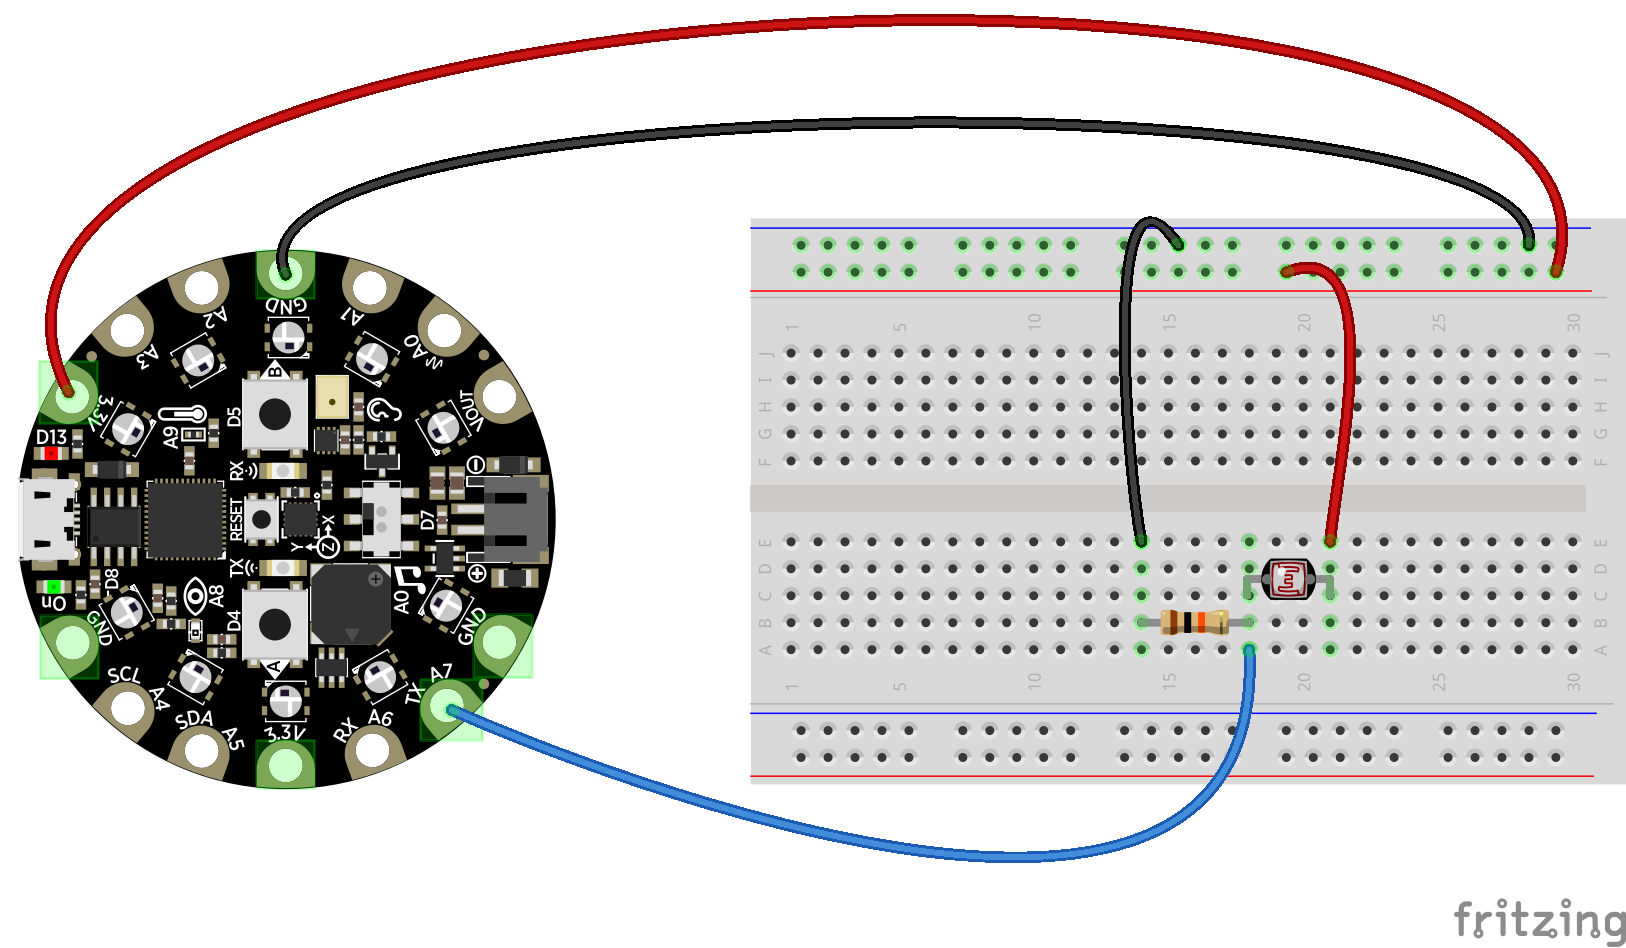 GND
A2
A1
A3
A0
3.3V
VOUT
B
D13
A9
D5
RX
RESET
X
Y
Z
D7
TX
D8
On
A8
D4
A0
GND
GND
A
SCL
A4
SDA
A5
3.3V
RX
A6
TX
A7
1 5 10 15 20 25 30
J J
I I
H H
G G
F F
E E
D D
C C
B B
A A
1 5 10 15 20 25 30
fritzing